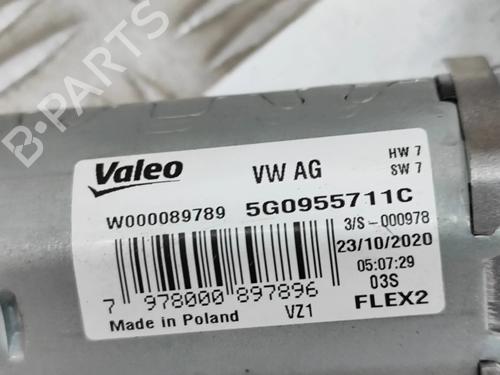 Valeo VW AG HW 7
SW 7
W000089789 5G0955711C
3/S-000978
23/10/2020
05:07:29
03S
7 978000 897896
FLEX2
Made in Poland VZ1
B-PARTS